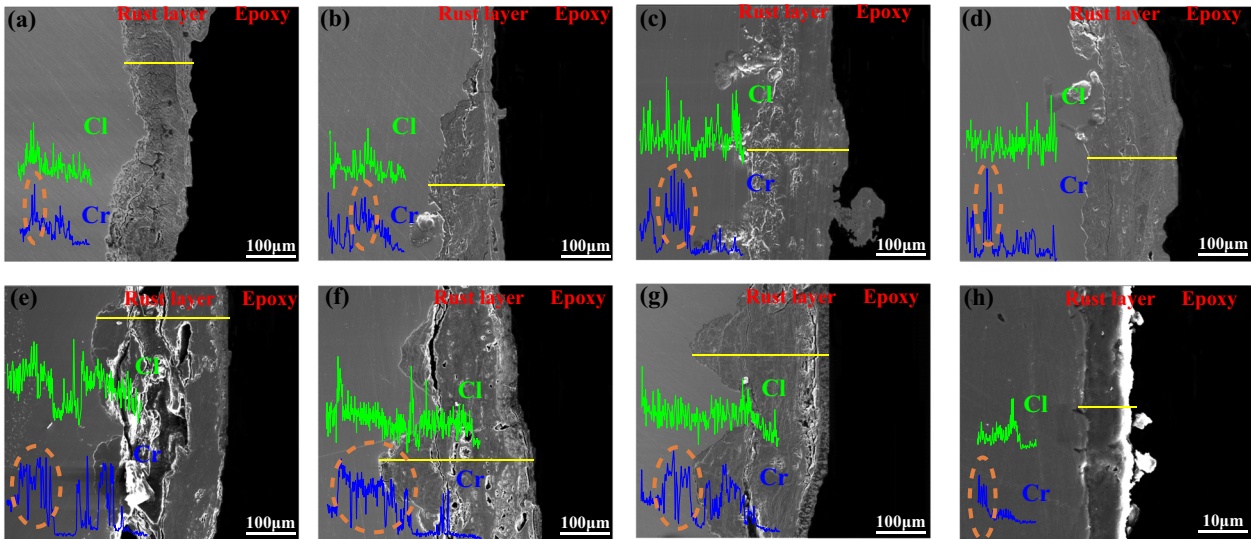 (a) Rust layer Epoxy
Cl
Cr
100μm
(b) Rust layer Epoxy
Cl
Cr
100μm
(c) Rust layer Epoxy
Cl
Cr
100μm
(d) Rust layer Epoxy
Cl
Cr
100μm
(e) Rust layer Epoxy
Cl
Cr
100μm
(f) Rust layer Epoxy
Cl
Cr
100μm
(g) Rust layer Epoxy
Cl
Cr
100μm
(h) Rust layer Epoxy
Cl
Cr
10μm